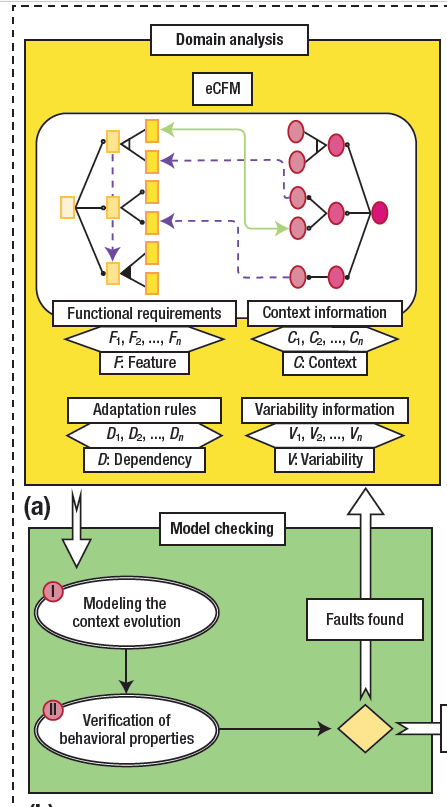 Domain analysis
eCFM
Functional requirements
F1, F2, ..., Fn
F: Feature
Context information
C1, C2, ..., Cn
C: Context
Adaptation rules
D1, D2, ..., Dn
D: Dependency
Variability information
V1, V2, ..., Vn
V: Variability
(a)
Model checking
I
Modeling the
context evolution
Faults found
II
Verification of
behavioral properties